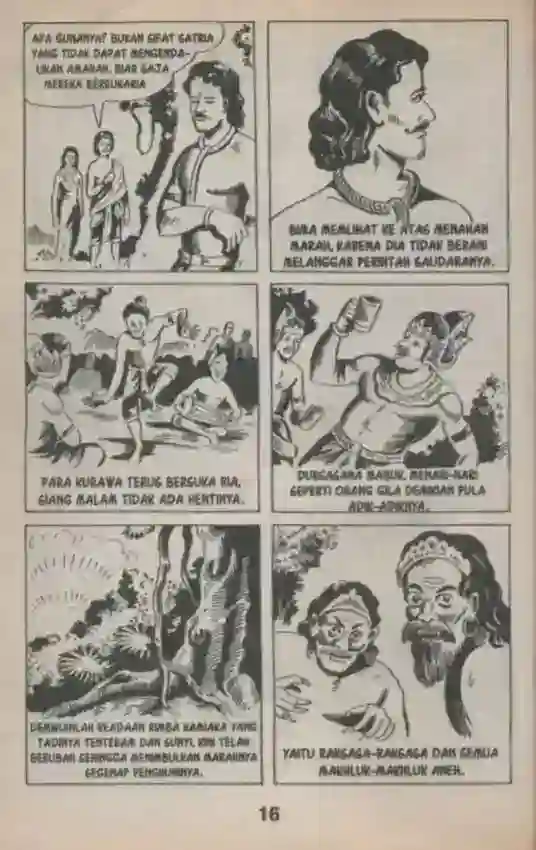 APA GUNANYA? BUKAN SIFAT SATRIA
YANG TIDAK DAPAT MENGENDA-
LIKAN AMARAH. BIAR SAJA
MEREKA BERSUKARIA
BIMA MEMLIHAT KE ATAS MENAHAN
MARAH, KARENA DIA TIDAK BERANI
MELANGGAR PERINTAH SAUDARANYA.
PARA KURAWA TERUS BERSUKA RIA,
SIANG MALAM TIDAK ADA HENTINYA.
DURSASANA MABUK, MENARI-NARI
SEPERTI ORANG GILA DEMIKIAN PULA
ADIK-ADIKNYA.
DEMIKIANLAH KEADAAN RIMBA KAMIAKA YANG
TADINYA TENTERAM DAN SUNYI, KINI TELAH
BERUBAH SEHINGGA MENIMBULKAN MARAHNYA
SEGENAP PENGHUNINYA.
YAITU RAKSASA-RAKSASA DAN SEMUA
MAKHLUK-MAKHLUK ANEH.
16